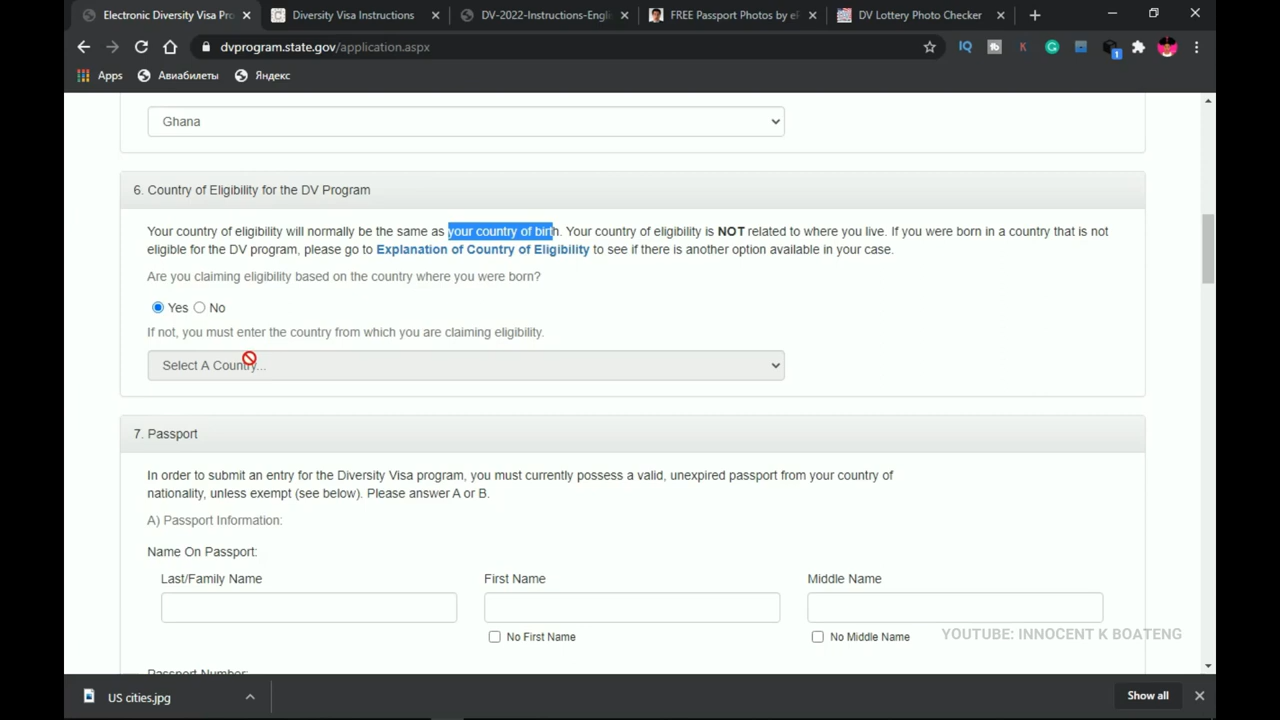 Electronic Diversity Visa Pro
Diversity Visa Instructions
DV-2022-Instructions-Engli
FREE Passport Photos by eP
DV Lottery Photo Checker
dvprogram.state.gov/application.aspx
IQ
K
1
Apps
Авиабилеты
Яндекс
Ghana
6. Country of Eligibility for the DV Program
Your country of eligibility will normally be the same as your country of birth. Your country of eligibility is NOT related to where you live. If you were born in a country that is not
eligible for the DV program, please go to Explanation of Country of Eligibility to see if there is another option available in your case.
Are you claiming eligibility based on the country where you were born?
Yes No
If not, you must enter the country from which you are claiming eligibility.
Select A Country...
7. Passport
In order to submit an entry for the Diversity Visa program, you must currently possess a valid, unexpired passport from your country of
nationality, unless exempt (see below). Please answer A or B.
A) Passport Information:
Name On Passport:
Last/Family Name First Name Middle Name
No First Name No Middle Name
YOUTUBE: INNOCENT K BOATENG
Passport Number:
US cities.jpg
Show all